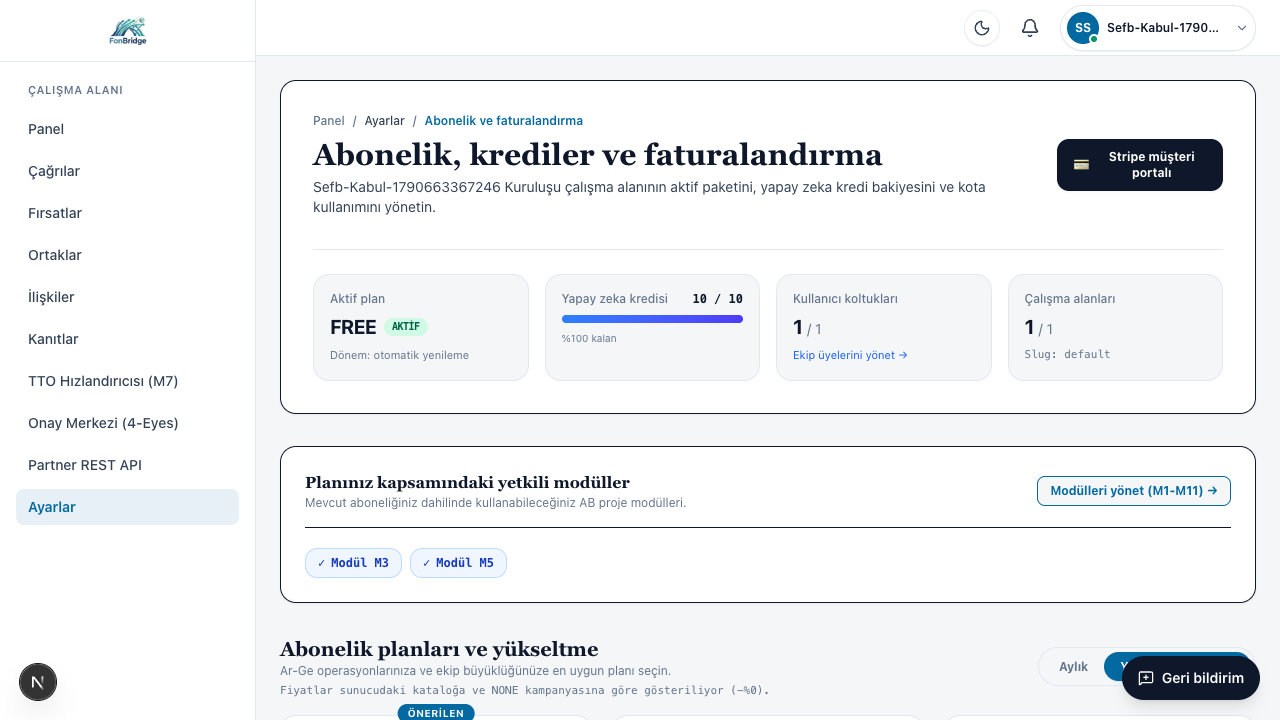 FonBridge
SS
Sefb-Kabul-1790...
ÇALIŞMA ALANI
Panel
Çağrılar
Fırsatlar
Ortaklar
İlişkiler
Kanıtlar
TTO Hızlandırıcısı (M7)
Onay Merkezi (4-Eyes)
Partner REST API
Ayarlar
N
Panel / Ayarlar / Abonelik ve faturalandırma
Abonelik, krediler ve faturalandırma
Sefb-Kabul-1790663367246 Kuruluşu çalışma alanının aktif paketini, yapay zeka kredi bakiyesini ve kota
kullanımını yönetin.
Stripe müşteri
portalı
Aktif plan
FREE AKTİF
Dönem: otomatik yenileme
Yapay zeka kredisi 10 / 10
%100 kalan
Kullanıcı koltukları
1 / 1
Ekip üyelerini yönet →
Çalışma alanları
1 / 1
Slug: default
Planınız kapsamındaki yetkili modüller
Mevcut aboneliğiniz dahilinde kullanabileceğiniz AB proje modülleri.
Modülleri yönet (M1-M11) →
✓ Modül M3
✓ Modül M5
Abonelik planları ve yükseltme
Ar-Ge operasyonlarınıza ve ekip büyüklüğünüze en uygun planı seçin.
Fiyatlar sunucudaki kataloğa ve NONE kampanyasına göre gösteriliyor (−%0).
Aylık
Geri bildirim
ÖNERİLEN